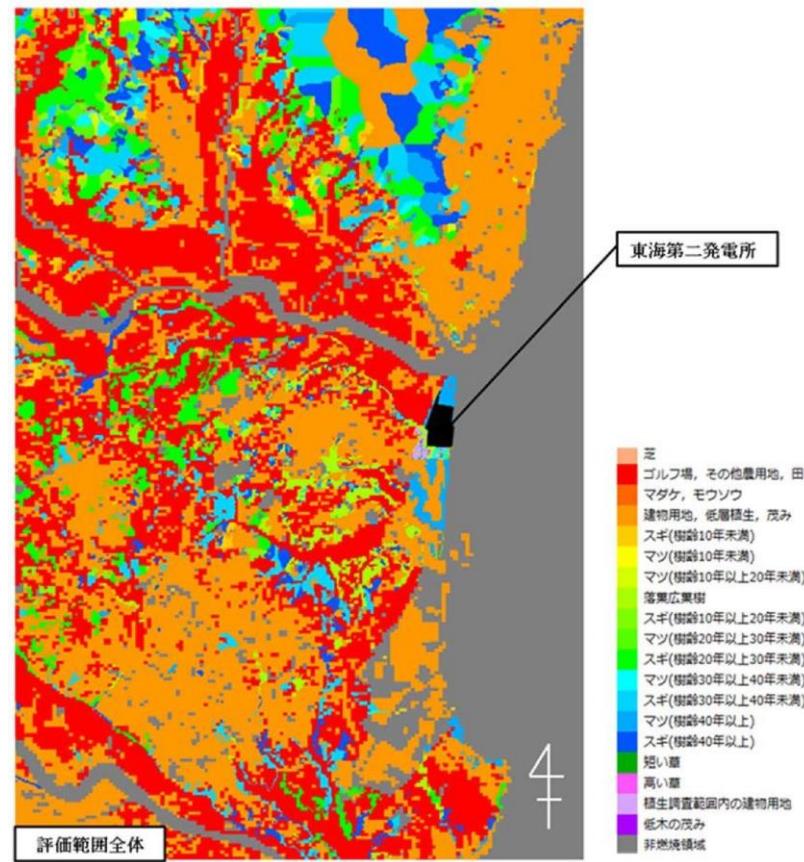 東海第二発電所
芝
ゴルフ場，その他農用地，田
マダケ，モウソウ
建物用地，低層植生，茂み
スギ(樹齢10年未満)
マツ(樹齢10年未満)
マツ(樹齢10年以上20年未満)
落葉広葉樹
スギ(樹齢10年以上20年未満)
マツ(樹齢20年以上30年未満)
スギ(樹齢20年以上30年未満)
マツ(樹齢30年以上40年未満)
スギ(樹齢30年以上40年未満)
マツ(樹齢40年以上)
スギ(樹齢40年以上)
短い草
高い草
植生調査範囲内の建物用地
低木の茂み
非燃焼領域
評価範囲全体